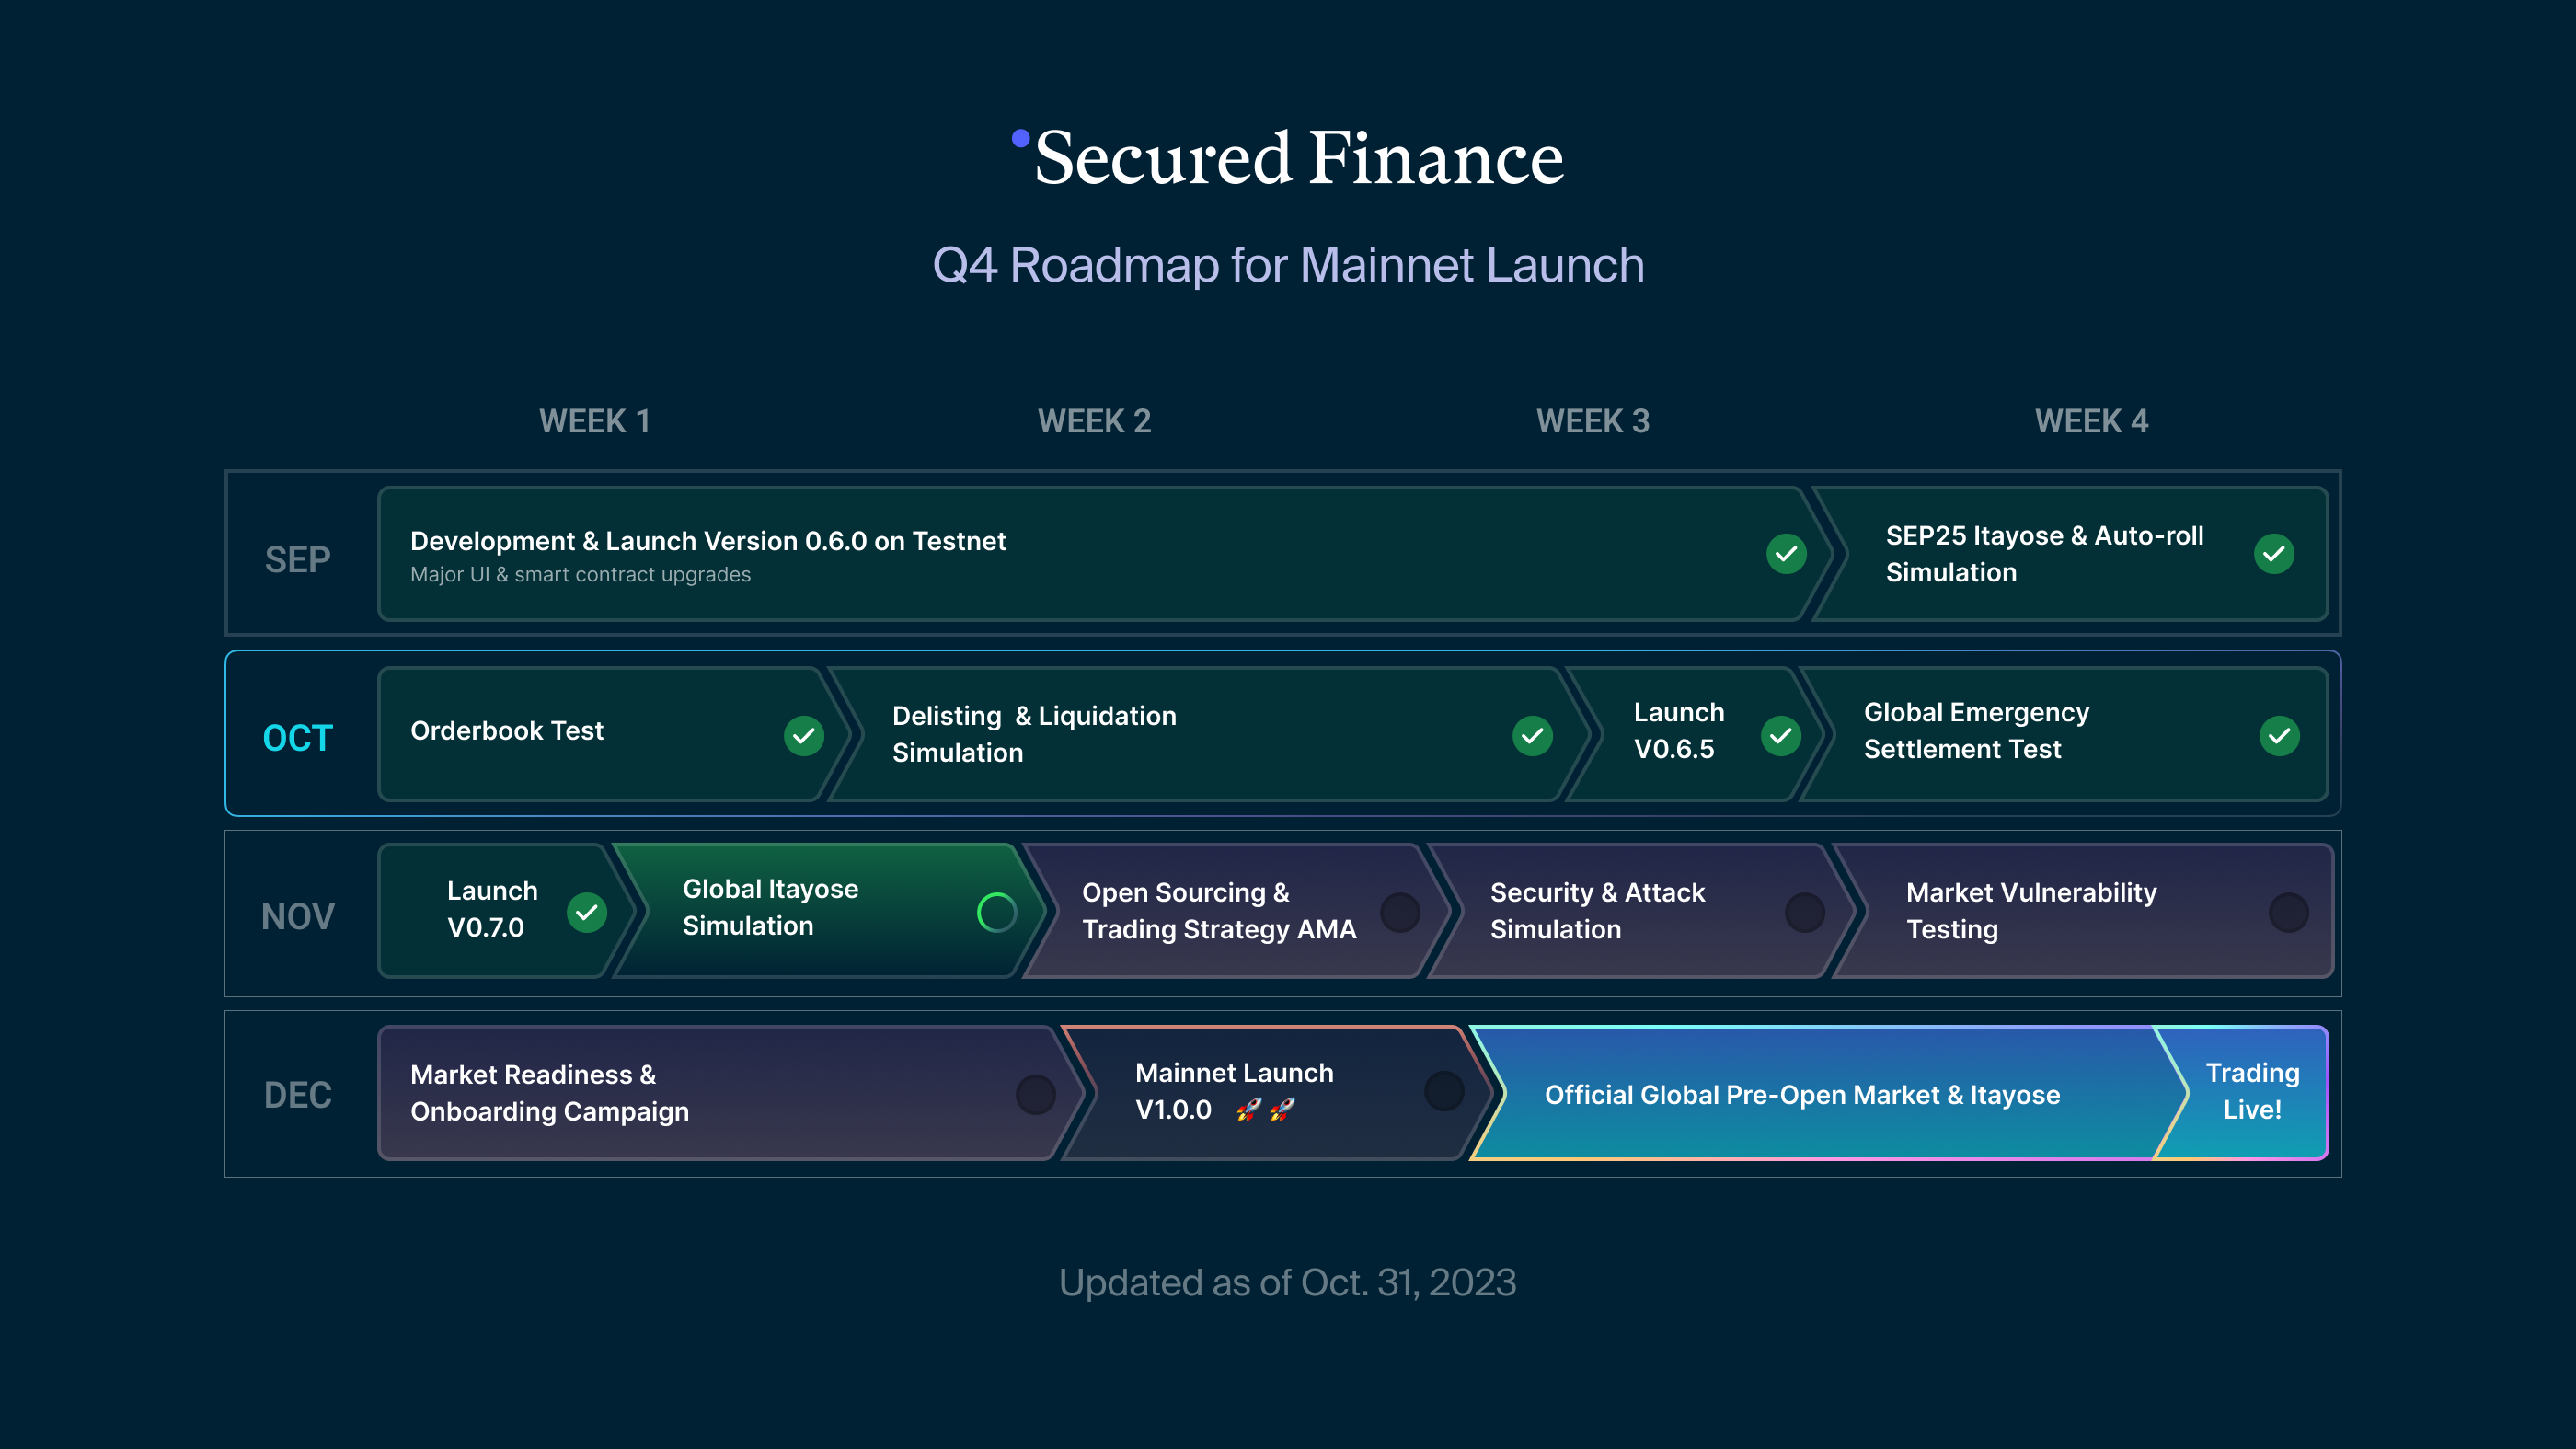 Secured Finance
Q4 Roadmap for Mainnet Launch
WEEK 1
WEEK 2
WEEK 3
WEEK 4
SEP
Development & Launch Version 0.6.0 on Testnet
Major UI & smart contract upgrades
SEP25 Itayose & Auto-roll
Simulation
OCT
Orderbook Test
Delisting & Liquidation
Simulation
Launch
V0.6.5
Global Emergency
Settlement Test
NOV
Launch
V0.7.0
Global Itayose
Simulation
Open Sourcing &
Trading Strategy AMA
Security & Attack
Simulation
Market Vulnerability
Testing
DEC
Market Readiness &
Onboarding Campaign
Mainnet Launch
V1.0.0 🚀 🚀
Official Global Pre-Open Market & Itayose
Trading
Live!
Updated as of Oct. 31, 2023